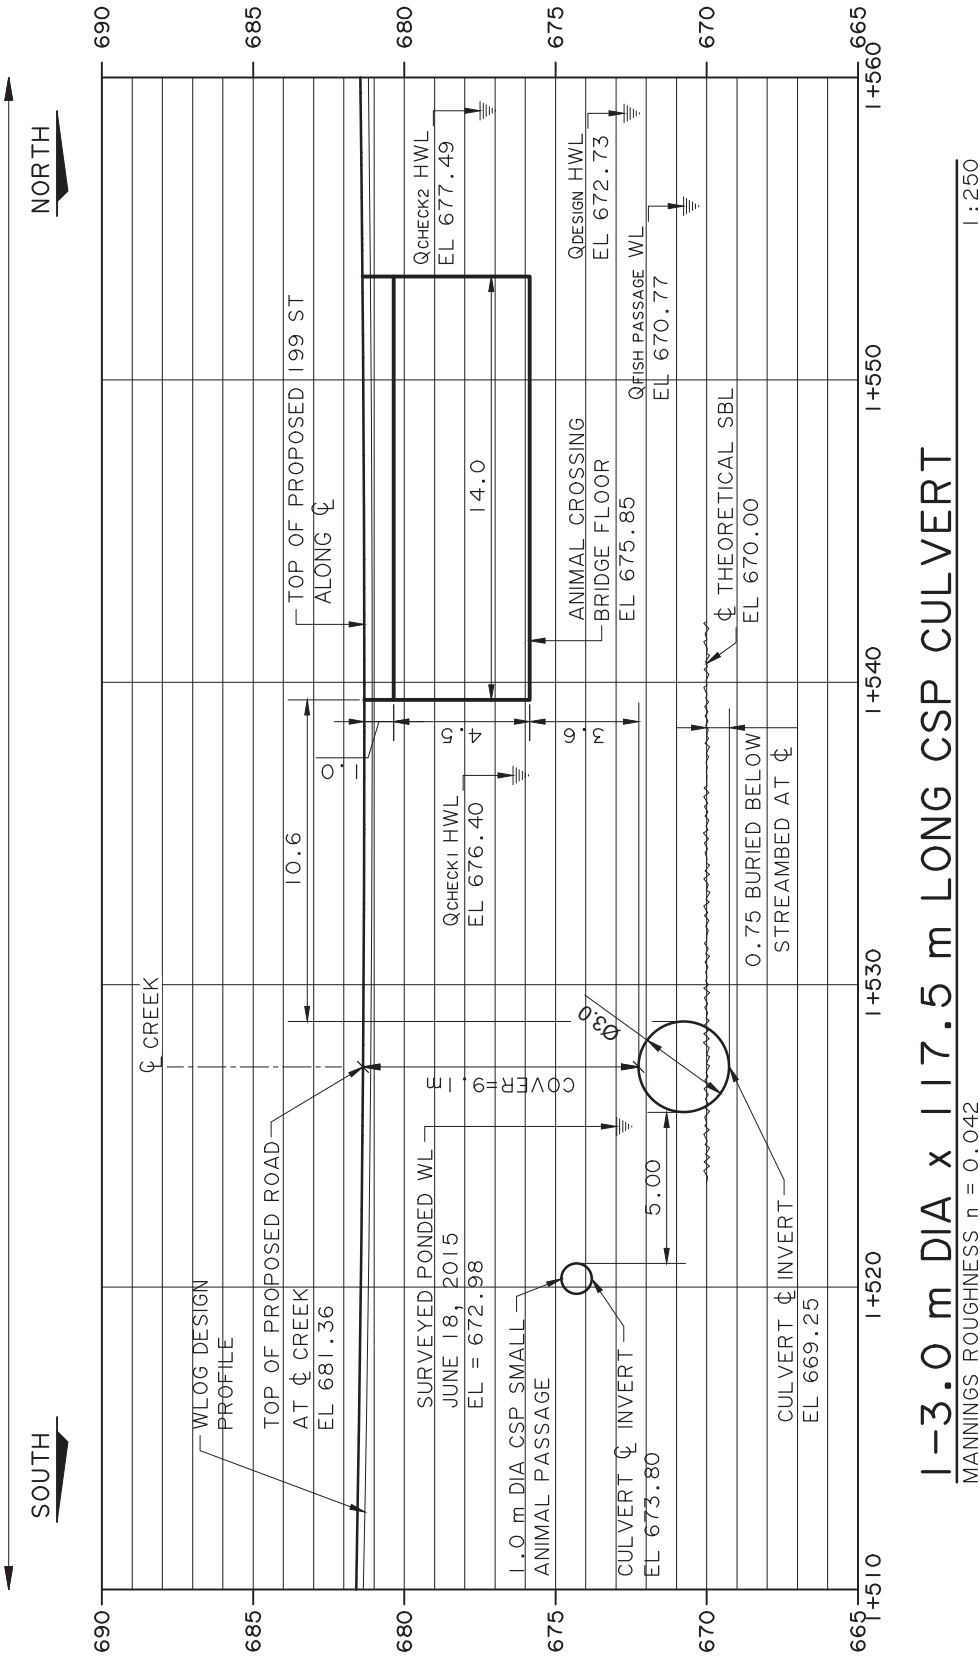 SOUTH
NORTH
690
685
680
675
670
665
690
685
680
675
670
665
1+510
1+520
1+530
1+540
1+550
1+560
WLOG DESIGN
PROFILE
TOP OF PROPOSED ROAD
AT ℄ CREEK
EL 681.36
℄ CREEK
10.6
TOP OF PROPOSED 199 ST
ALONG ℄
SURVEYED PONDED WL
JUNE 18, 2015
EL = 672.98
COVER=9.1m
QCHECK1 HWL
EL 676.40
1.0
4.5
3.6
14.0
QCHECK2 HWL
EL 677.49
1.0 m DIA CSP SMALL
ANIMAL PASSAGE
CULVERT ℄ INVERT
EL 673.80
5.00
Ø3.0
ANIMAL CROSSING
BRIDGE FLOOR
EL 675.85
QDESIGN HWL
EL 672.73
QFISH PASSAGE WL
EL 670.77
CULVERT ℄ INVERT
EL 669.25
0.75 BURIED BELOW
STREAMBED AT ℄
℄ THEORETICAL SBL
EL 670.00
1-3.0 m DIA x 117.5 m LONG CSP CULVERT
MANNINGS ROUGHNESS n = 0.042
1:250